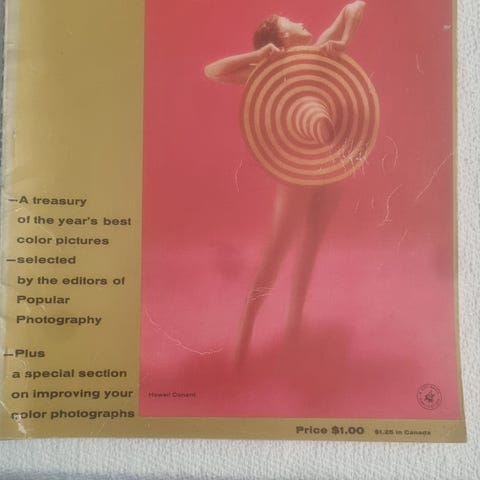 —A treasury
of the year's best
color pictures
—selected
by the editors of
Popular
Photography
—Plus
a special section
on improving your
color photographs
Howell Conant
Price $1.00 $1.25 in Canada